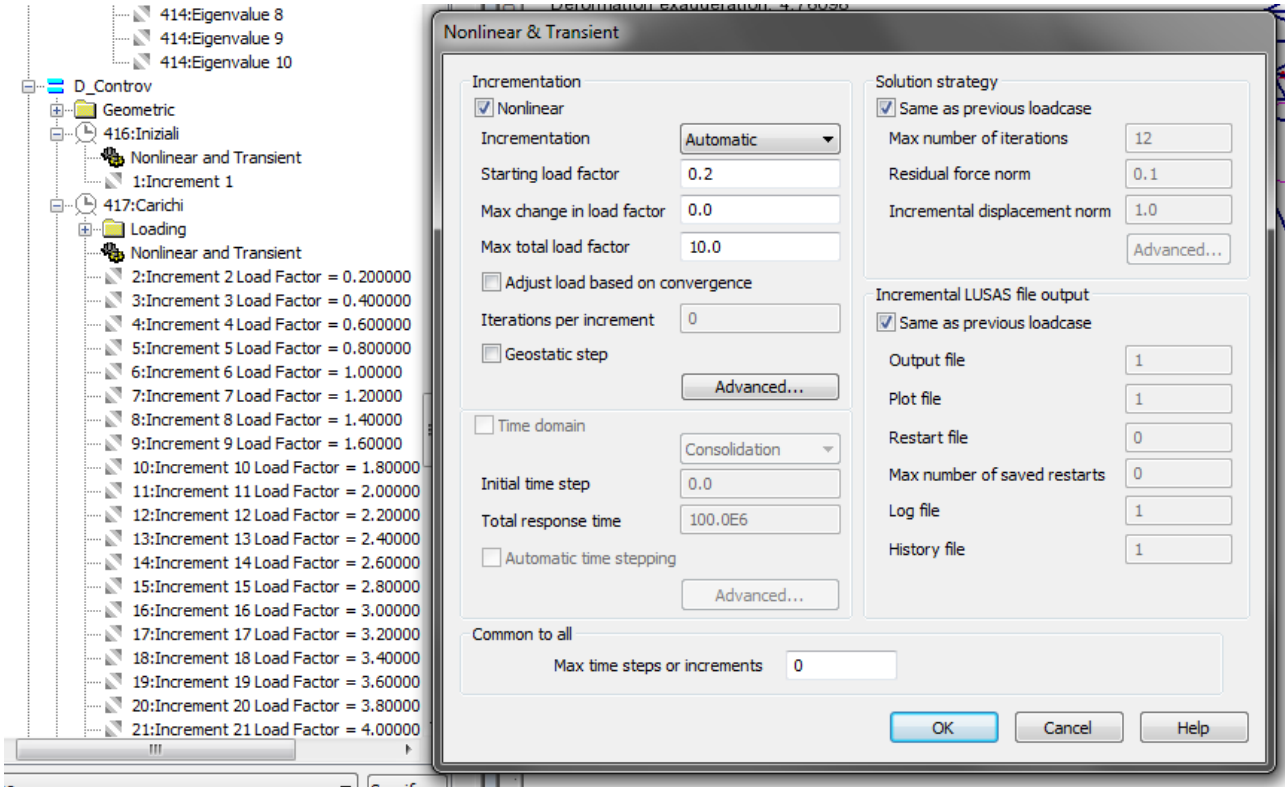 414:Eigenvalue 8
414:Eigenvalue 9
414:Eigenvalue 10
D_Controv
Geometric
416:Iniziali
Nonlinear and Transient
1:Increment 1
417:Carichi
Loading
Nonlinear and Transient
2:Increment 2 Load Factor = 0.200000
3:Increment 3 Load Factor = 0.400000
4:Increment 4 Load Factor = 0.600000
5:Increment 5 Load Factor = 0.800000
6:Increment 6 Load Factor = 1.00000
7:Increment 7 Load Factor = 1.20000
8:Increment 8 Load Factor = 1.40000
9:Increment 9 Load Factor = 1.60000
10:Increment 10 Load Factor = 1.80000
11:Increment 11 Load Factor = 2.00000
12:Increment 12 Load Factor = 2.20000
13:Increment 13 Load Factor = 2.40000
14:Increment 14 Load Factor = 2.60000
15:Increment 15 Load Factor = 2.80000
16:Increment 16 Load Factor = 3.00000
17:Increment 17 Load Factor = 3.20000
18:Increment 18 Load Factor = 3.40000
19:Increment 19 Load Factor = 3.60000
20:Increment 20 Load Factor = 3.80000
21:Increment 21 Load Factor = 4.00000
Deformation exaggeration: 4.76098
Nonlinear & Transient
Incrementation
Nonlinear
Incrementation Automatic
Starting load factor 0.2
Max change in load factor 0.0
Max total load factor 10.0
Adjust load based on convergence
Iterations per increment 0
Geostatic step
Advanced...
Time domain
Consolidation
Initial time step 0.0
Total response time 100.0E6
Automatic time stepping
Advanced...
Solution strategy
Same as previous loadcase
Max number of iterations 12
Residual force norm 0.1
Incremental displacement norm 1.0
Advanced...
Incremental LUSAS file output
Same as previous loadcase
Output file 1
Plot file 1
Restart file 0
Max number of saved restarts 0
Log file 1
History file 1
Common to all
Max time steps or increments 0
OK Cancel Help